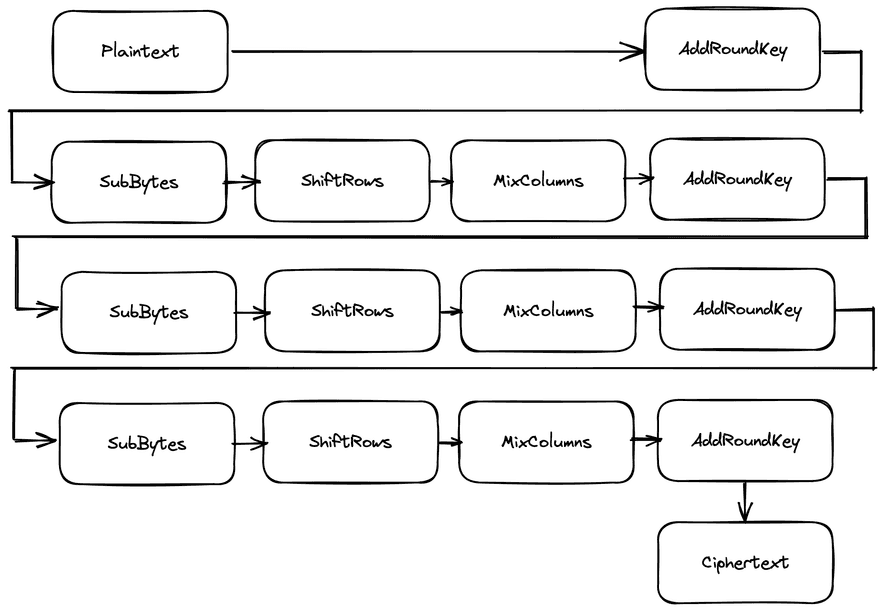 Plaintext
AddRoundKey
SubBytes
ShiftRows
MixColumns
AddRoundKey
SubBytes
ShiftRows
MixColumns
AddRoundKey
SubBytes
ShiftRows
MixColumns
AddRoundKey
Ciphertext